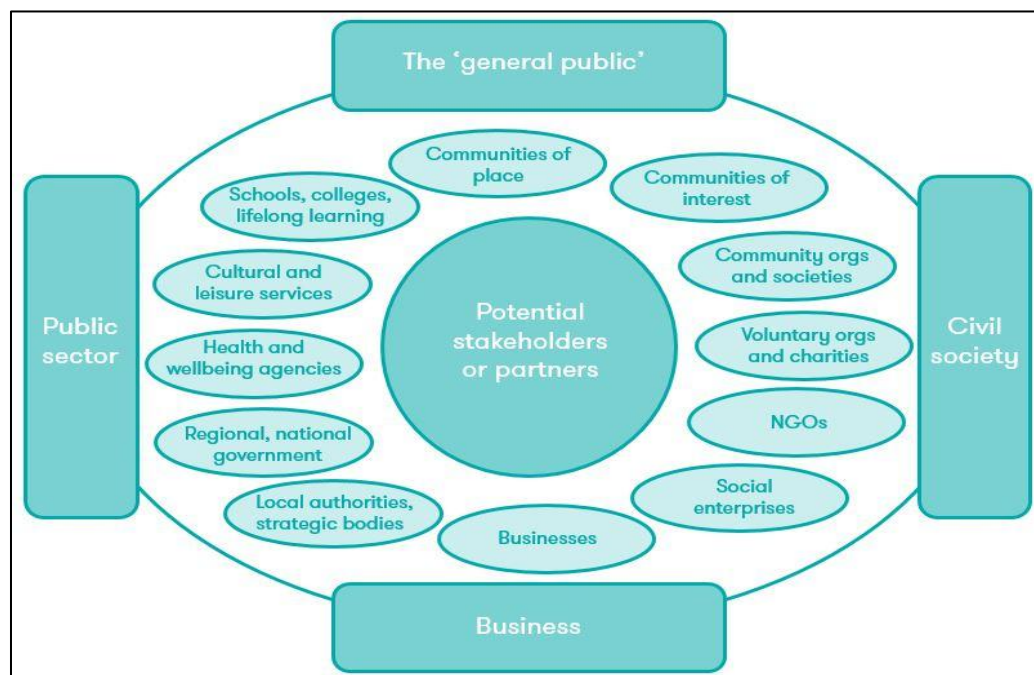 The ‘general public’
Communities of
place
Communities of
interest
Schools, colleges,
lifelong learning
Community orgs
and societies
Cultural and
leisure services
Public
sector
Potential
stakeholders
or partners
Civil
society
Voluntary orgs
and charities
Health and
wellbeing agencies
NGOs
Regional, national
government
Social
enterprises
Local authorities,
strategic bodies
Businesses
Business